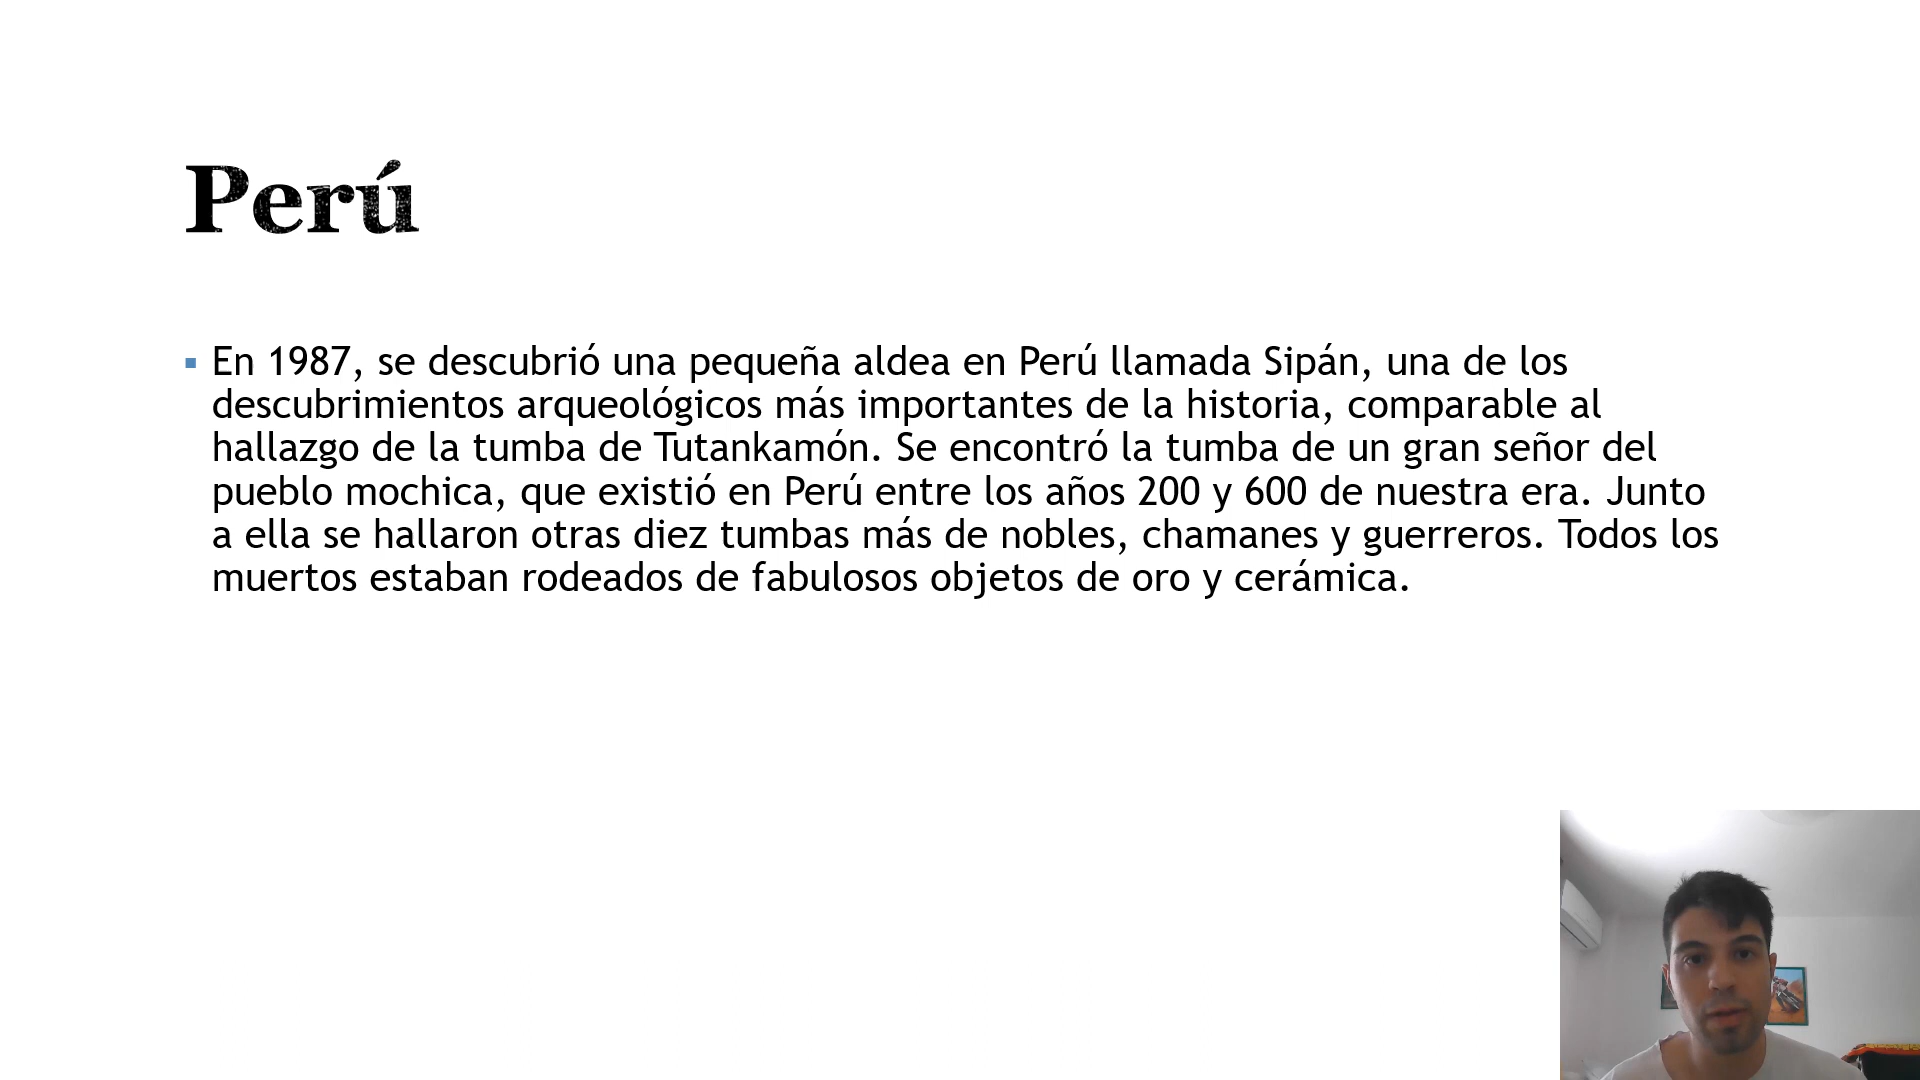 Perú
En 1987, se descubrió una pequeña aldea en Perú llamada Sipán, una de los
descubrimientos arqueológicos más importantes de la historia, comparable al
hallazgo de la tumba de Tutankamón. Se encontró la tumba de un gran señor del
pueblo mochica, que existió en Perú entre los años 200 y 600 de nuestra era. Junto
a ella se hallaron otras diez tumbas más de nobles, chamanes y guerreros. Todos los
muertos estaban rodeados de fabulosos objetos de oro y cerámica.